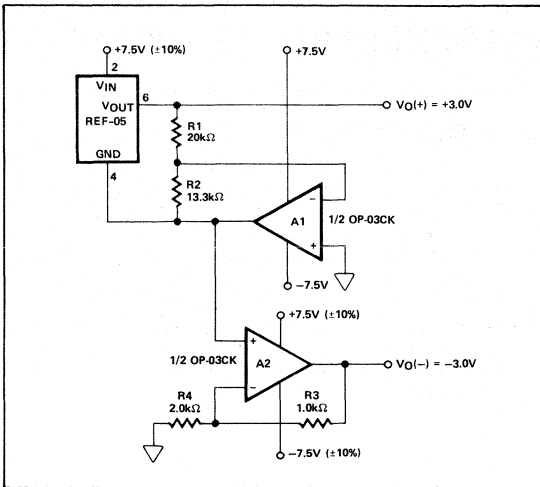 +7.5V (±10%)
2
VIN
VOUT
6
REF-05
GND
4
+7.5V
VO(+) = +3.0V
R1
20kΩ
R2
13.3kΩ
−
A1
+
1/2 OP-03CK
−7.5V
+7.5V (±10%)
+
1/2 OP-03CK
A2
−
VO(−) = −3.0V
R4
2.0kΩ
R3
1.0kΩ
−7.5V (±10%)